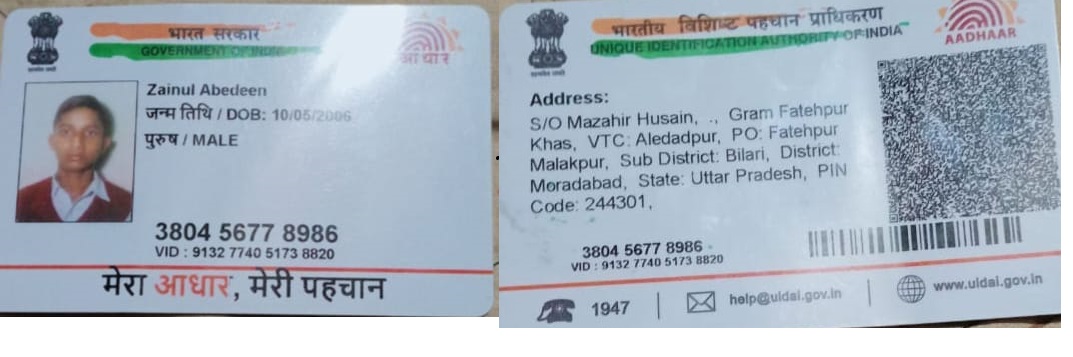 भारत सरकार
GOVERNMENT OF INDIA
आधार
Zainul Abedeen
जन्म तिथि / DOB: 10/05/2006
पुरुष / MALE
3804 5677 8986
VID : 9132 7740 5173 8820
मेरा आधार, मेरी पहचान
भारतीय विशिष्ट पहचान प्राधिकरण
UNIQUE IDENTIFICATION AUTHORITY OF INDIA
AADHAAR
Address:
S/O Mazahir Husain, ., Gram Fatehpur
Khas, VTC: Aledadpur, PO: Fatehpur
Malakpur, Sub District: Bilari, District:
Moradabad, State: Uttar Pradesh, PIN
Code: 244301,
3804 5677 8986
VID : 9132 7740 5173 8820
1947
help@uidai.gov.in
www.uidai.gov.in